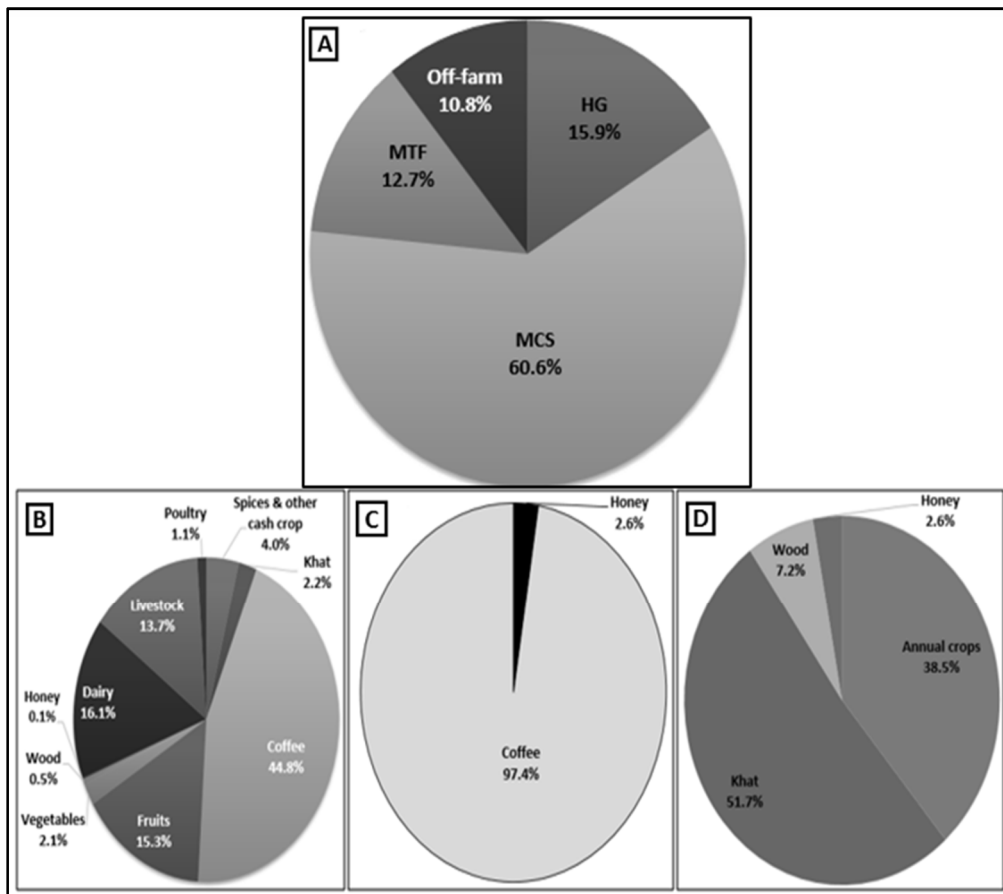 A
Off-farm
10.8%
HG
15.9%
MTF
12.7%
MCS
60.6%
B
Poultry
1.1%
Spices & other
cash crop
4.0%
Khat
2.2%
Livestock
13.7%
Dairy
16.1%
Honey
0.1%
Coffee
44.8%
Wood
0.5%
Vegetables
2.1%
Fruits
15.3%
C
Honey
2.6%
Coffee
97.4%
D
Honey
2.6%
Wood
7.2%
Annual crops
38.5%
Khat
51.7%